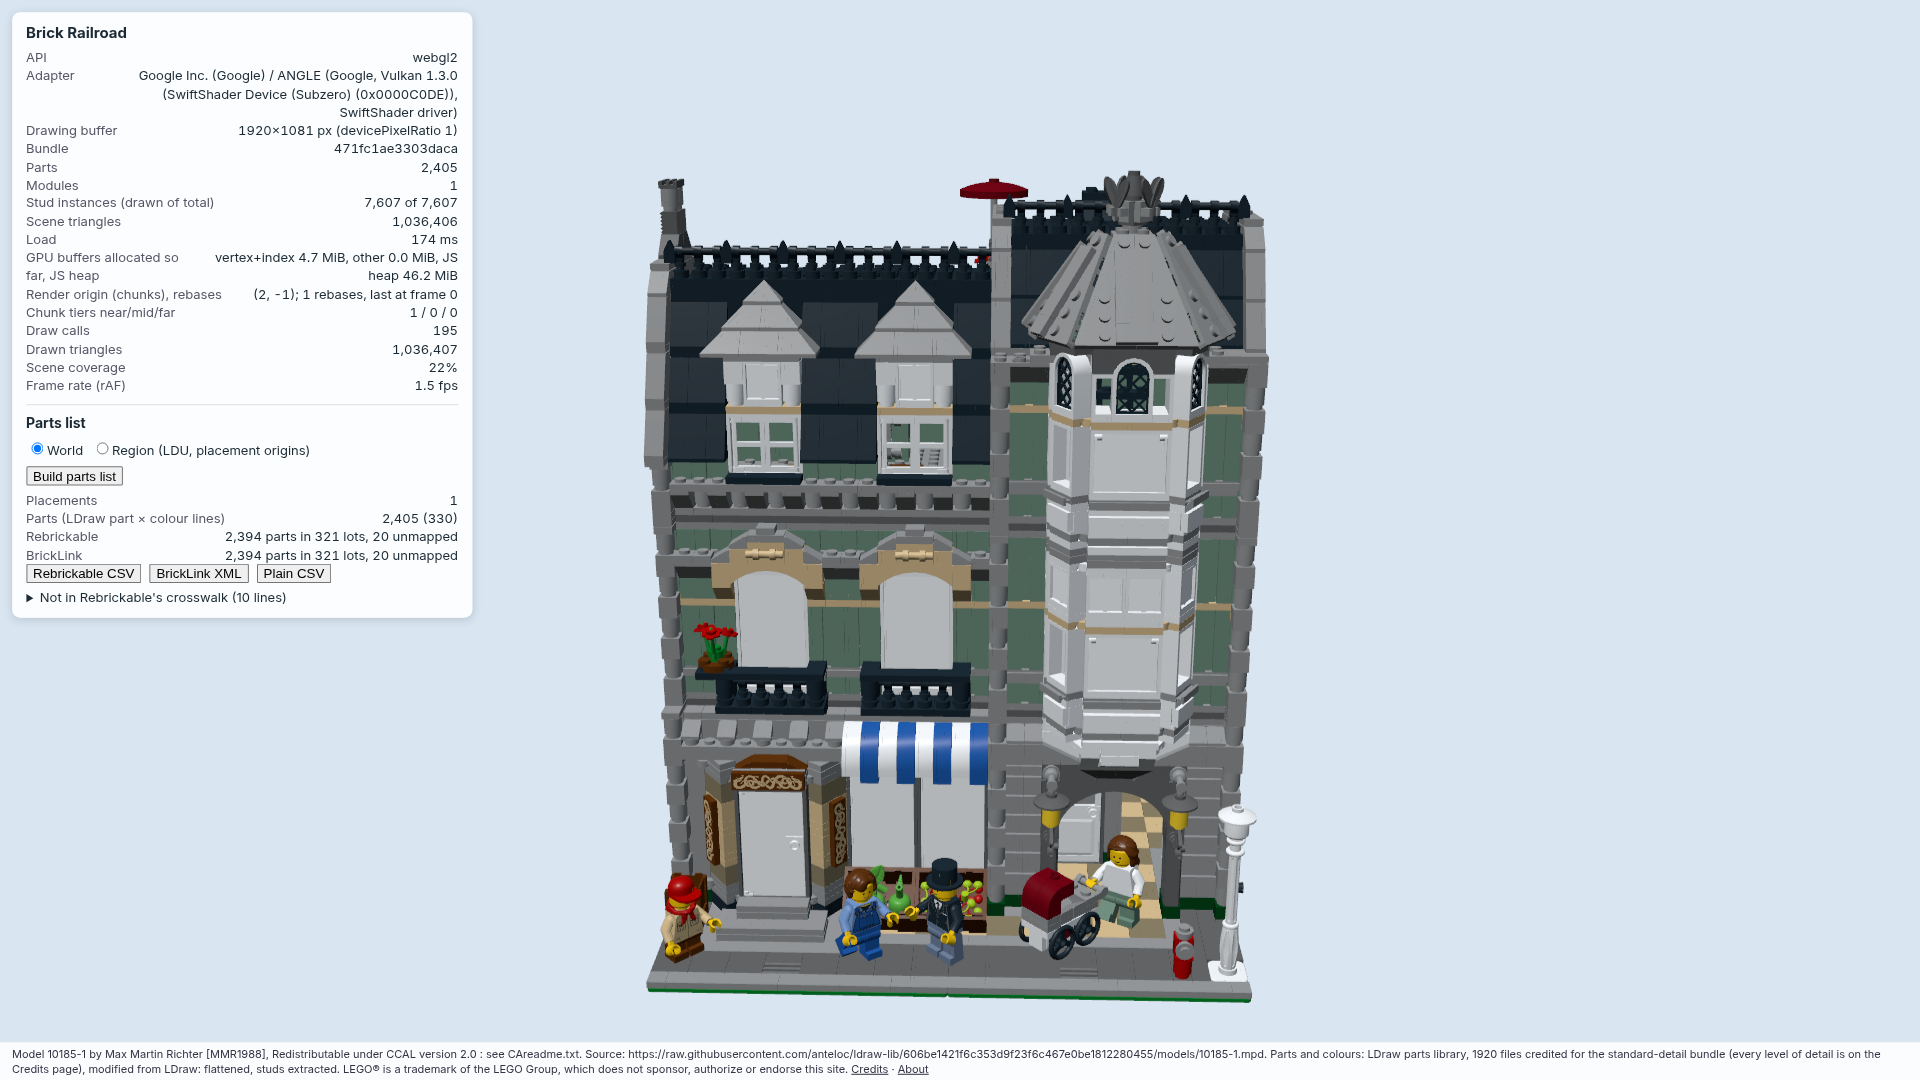 Brick Railroad
API webgl2
Adapter Google Inc. (Google) / ANGLE (Google, Vulkan 1.3.0
(SwiftShader Device (Subzero) (0x0000C0DE)),
SwiftShader driver)
Drawing buffer 1920×1081 px (devicePixelRatio 1)
Bundle 471fc1ae3303daca
Parts 2,405
Modules 1
Stud instances (drawn of total) 7,607 of 7,607
Scene triangles 1,036,406
Load 174 ms
GPU buffers allocated so vertex+index 4.7 MiB, other 0.0 MiB, JS
far, JS heap heap 46.2 MiB
Render origin (chunks), rebases (2, -1); 1 rebases, last at frame 0
Chunk tiers near/mid/far 1 / 0 / 0
Draw calls 195
Drawn triangles 1,036,407
Scene coverage 22%
Frame rate (rAF) 1.5 fps
Parts list
World Region (LDU, placement origins)
Build parts list
Placements 1
Parts (LDraw part × colour lines) 2,405 (330)
Rebrickable 2,394 parts in 321 lots, 20 unmapped
BrickLink 2,394 parts in 321 lots, 20 unmapped
Rebrickable CSV BrickLink XML Plain CSV
Not in Rebrickable's crosswalk (10 lines)
Model 10185-1 by Max Martin Richter [MMR1988], Redistributable under CCAL version 2.0 : see CAreadme.txt. Source: https://raw.githubusercontent.com/anteloc/ldraw-lib/606be1421f6c353d9f23f6c467e0be1812280455/models/10185-1.mpd. Parts and colours: LDraw parts library, 1920 files credited for the standard-detail bundle (every level of detail is on the
Credits page), modified from LDraw: flattened, studs extracted. LEGO® is a trademark of the LEGO Group, which does not sponsor, authorize or endorse this site. Credits · About